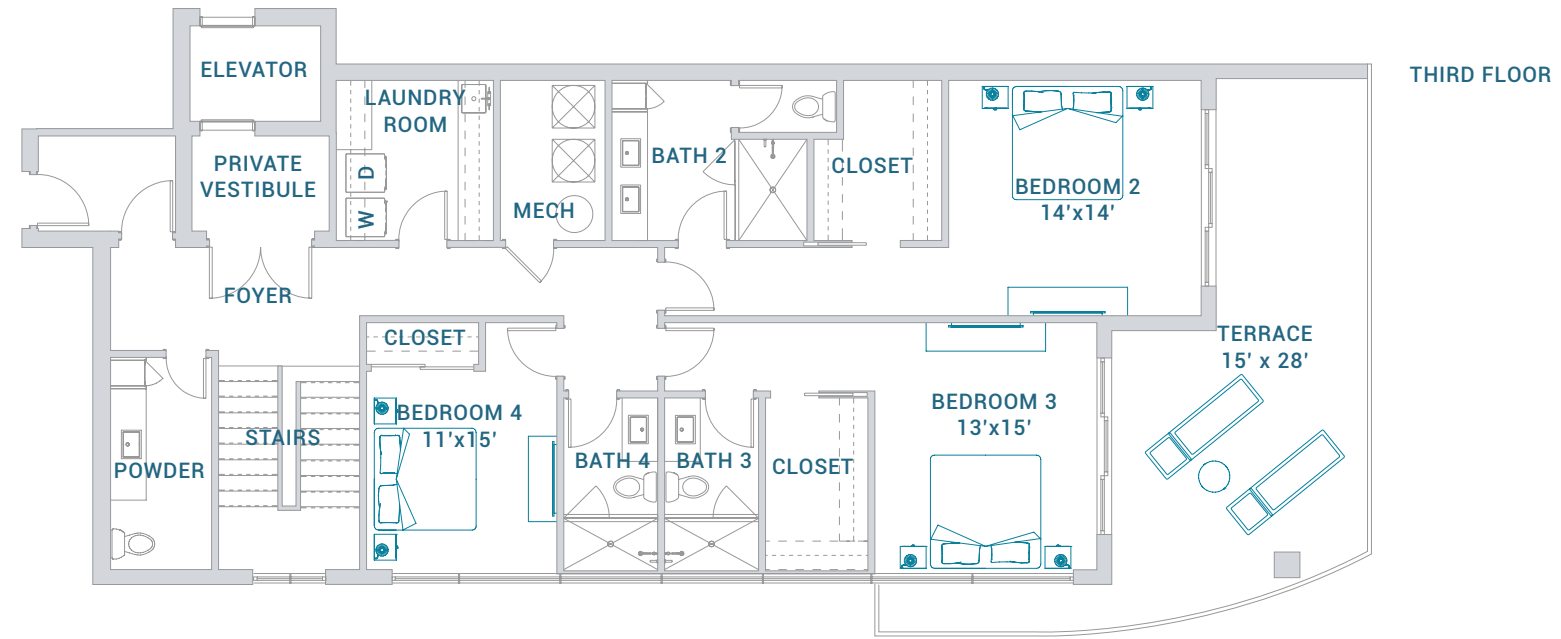 THIRD FLOOR
ELEVATOR
LAUNDRY
ROOM
PRIVATE
VESTIBULE
D
W
MECH
BATH 2
CLOSET
BEDROOM 2
14'x14'
FOYER
CLOSET
TERRACE
15' x 28'
BEDROOM 4
11'x15'
BEDROOM 3
13'x15'
STAIRS
POWDER
BATH 4
BATH 3
CLOSET